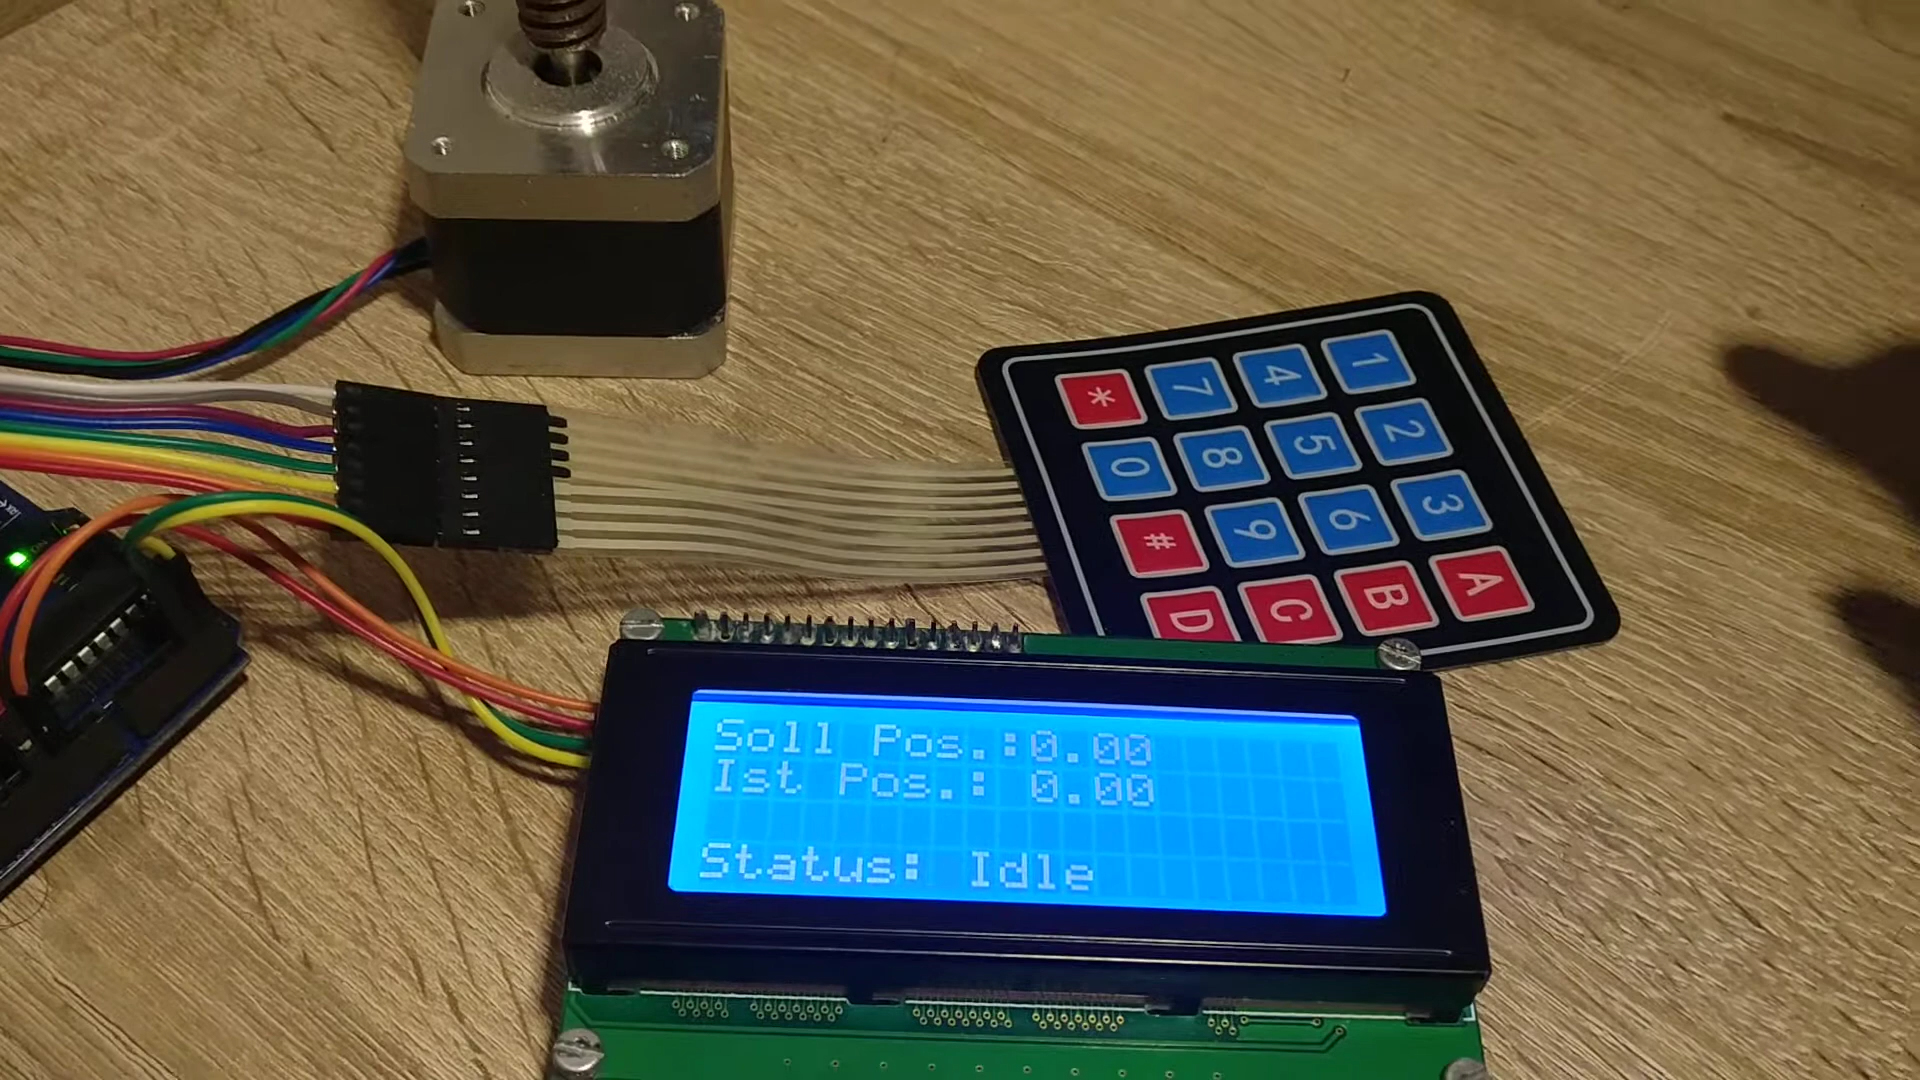 1 2 3 A
4 5 6 B
7 8 9 C
* 0 # D
ON
Soll Pos.:0.00
Ist Pos.: 0.00
Status: Idle